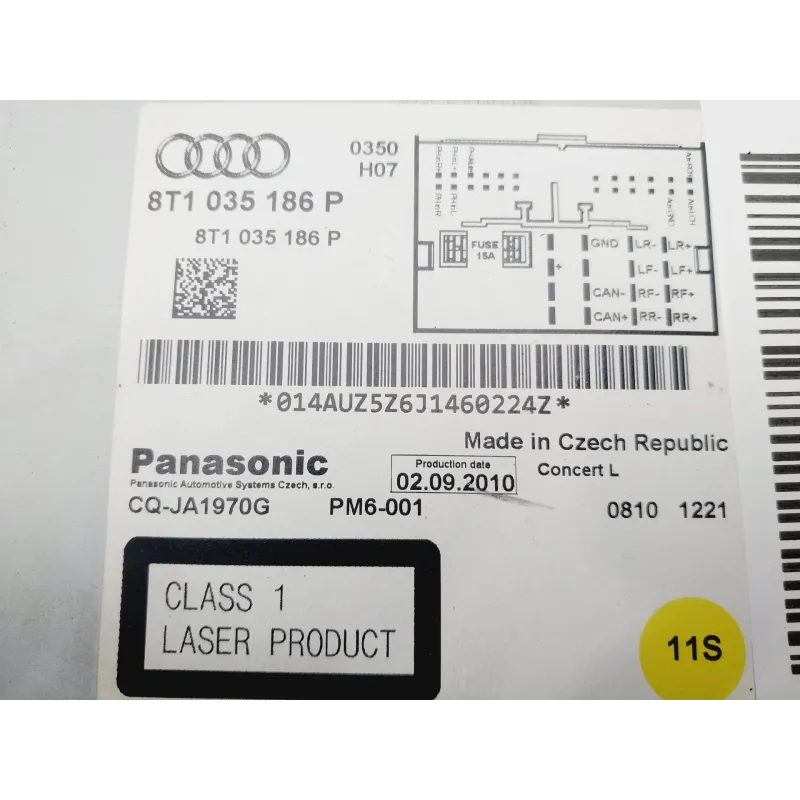 0350
H07
8T1 035 186 P
8T1 035 186 P
FUSE
15A
GND LR- LR+
+ LF- LF+
CAN- RF- RF+
CAN+ RR- RR+
*014AUZ5Z6J1460224Z*
Made in Czech Republic
Panasonic
Panasonic Automotive Systems Czech, s.r.o.
Production date
02.09.2010
Concert L
CQ-JA1970G PM6-001 0810 1221
CLASS 1
LASER PRODUCT
11S